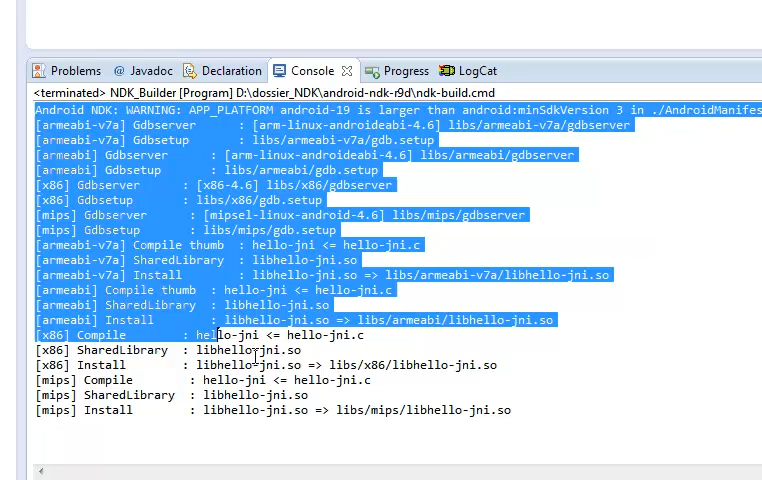 Problems @ Javadoc Declaration Console Progress LogCat
<terminated> NDK_Builder [Program] D:\dossier_NDK\android-ndk-r9d\ndk-build.cmd
Android NDK: WARNING: APP_PLATFORM android-19 is larger than android:minSdkVersion 3 in ./AndroidManifes
[armeabi-v7a] Gdbserver : [arm-linux-androideabi-4.6] libs/armeabi-v7a/gdbserver
[armeabi-v7a] Gdbsetup : libs/armeabi-v7a/gdb.setup
[armeabi] Gdbserver : [arm-linux-androideabi-4.6] libs/armeabi/gdbserver
[armeabi] Gdbsetup : libs/armeabi/gdb.setup
[x86] Gdbserver : [x86-4.6] libs/x86/gdbserver
[x86] Gdbsetup : libs/x86/gdb.setup
[mips] Gdbserver : [mipsel-linux-android-4.6] libs/mips/gdbserver
[mips] Gdbsetup : libs/mips/gdb.setup
[armeabi-v7a] Compile thumb : hello-jni <= hello-jni.c
[armeabi-v7a] SharedLibrary : libhello-jni.so
[armeabi-v7a] Install : libhello-jni.so => libs/armeabi-v7a/libhello-jni.so
[armeabi] Compile thumb : hello-jni <= hello-jni.c
[armeabi] SharedLibrary : libhello-jni.so
[armeabi] Install : libhello-jni.so => libs/armeabi/libhello-jni.so
[x86] Compile : hello-jni <= hello-jni.c
[x86] SharedLibrary : libhello-jni.so
[x86] Install : libhello-jni.so => libs/x86/libhello-jni.so
[mips] Compile : hello-jni <= hello-jni.c
[mips] SharedLibrary : libhello-jni.so
[mips] Install : libhello-jni.so => libs/mips/libhello-jni.so